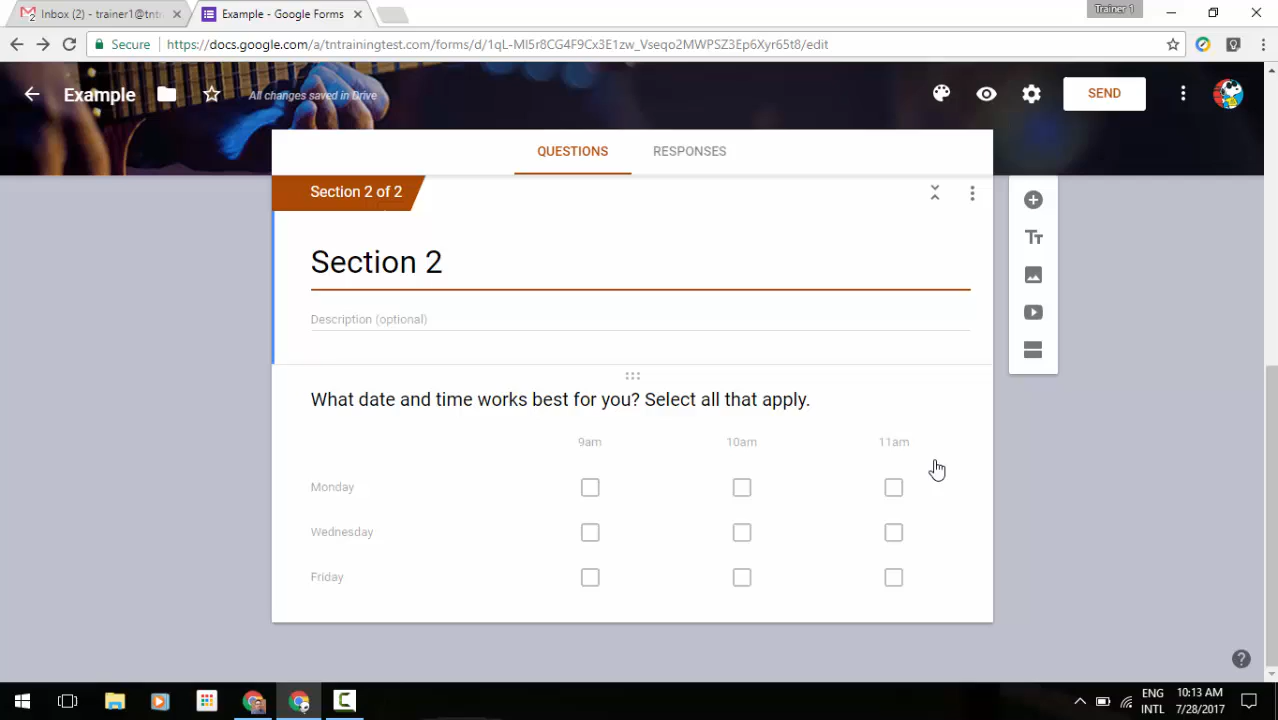 Inbox (2) - trainer1@tnt
Example - Google Forms
Trainer 1
Secure
https://docs.google.com/a/tntrainingtest.com/forms/d/1qL-MI5r8CG4F9Cx3E1zw_Vseqo2MWPSZ3Ep6Xyr65t8/edit
Example
All changes saved in Drive
SEND
QUESTIONS
RESPONSES
Section 2 of 2
Section 2
Tт
Description (optional)
What date and time works best for you? Select all that apply.
9am 10am 11am
Monday
Wednesday
Friday
ENG
INTL
10:13 AM
7/28/2017